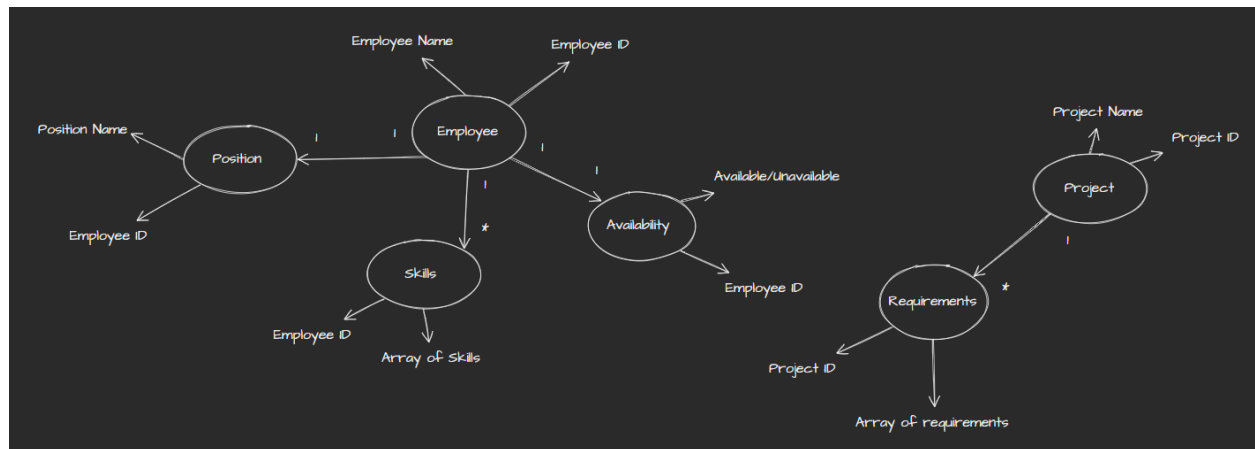 Employee Name
Employee ID
Position Name
Position
1
1
Employee
1
1
1
*
Employee ID
Available/Unavailable
Availability
Employee ID
Skills
Employee ID
Array of Skills
Project Name
Project ID
Project
1
*
Requirements
Project ID
Array of requirements